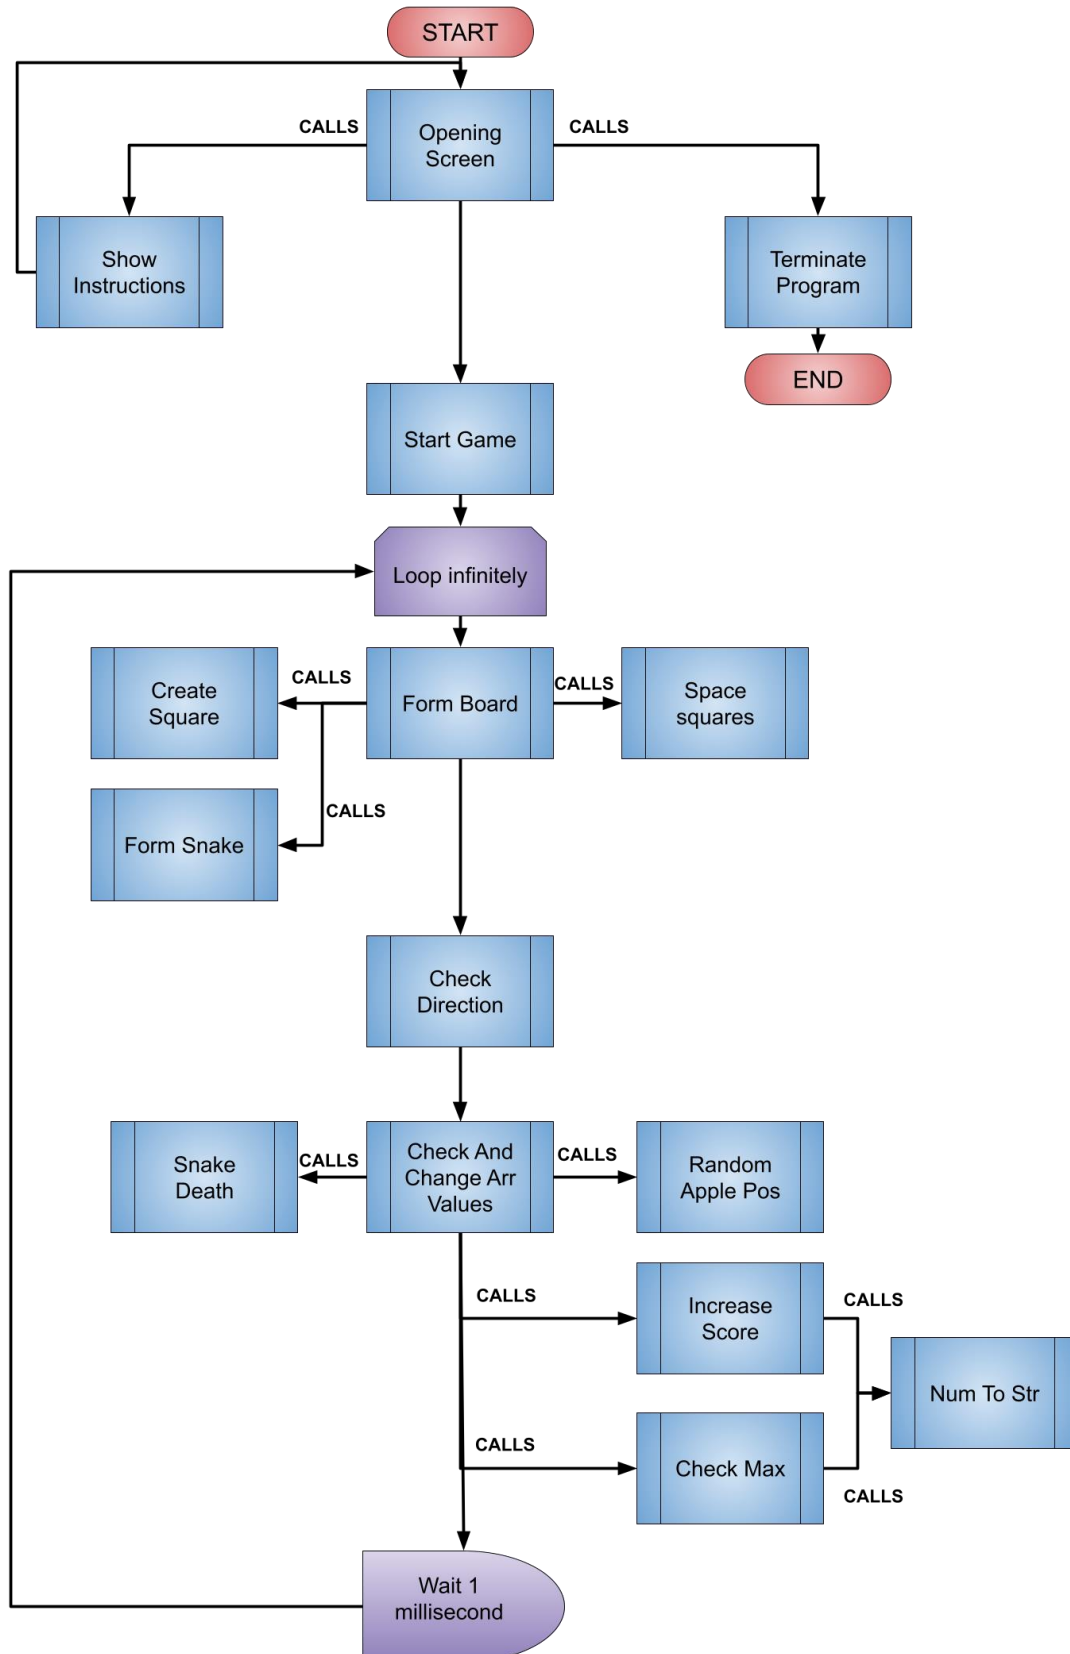 START
CALLS
Opening
Screen
CALLS
Show
Instructions
Terminate
Program
END
Start Game
Loop infinitely
Create
Square
CALLS
Form Board
CALLS
Space
squares
CALLS
Form Snake
Check
Direction
Snake
Death
CALLS
Check And
Change Arr
Values
CALLS
Random
Apple Pos
CALLS
Increase
Score
CALLS
Num To Str
CALLS
Check Max
CALLS
Wait 1
millisecond